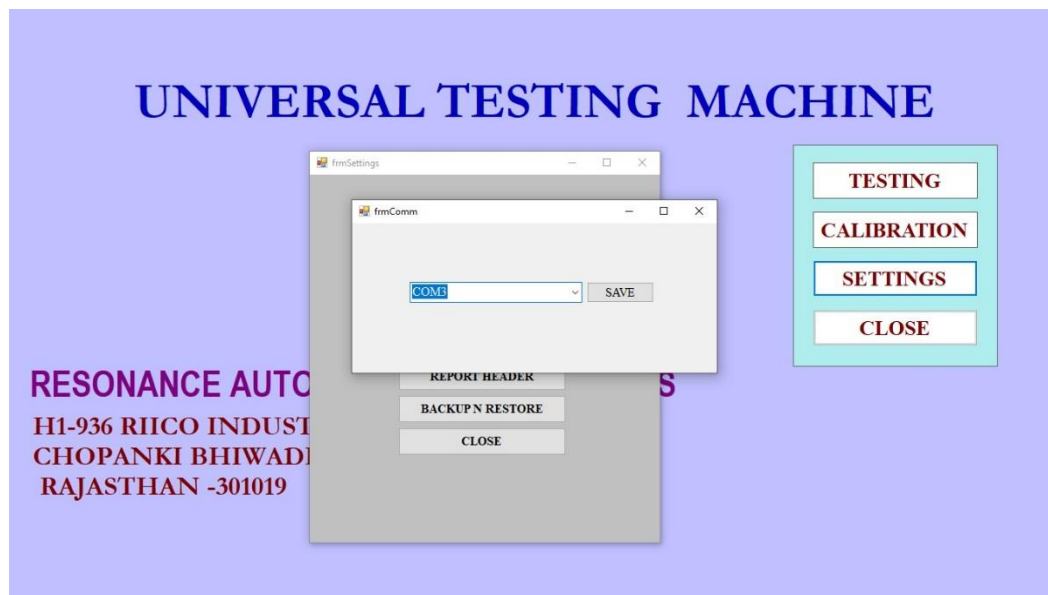 UNIVERSAL TESTING MACHINE
frmSettings
frmComm
COM3
SAVE
REPORT HEADER
BACKUP N RESTORE
CLOSE
TESTING
CALIBRATION
SETTINGS
CLOSE
RESONANCE AUTO
S
H1-936 RIICO INDUST
CHOPANKI BHIWADI
RAJASTHAN -301019